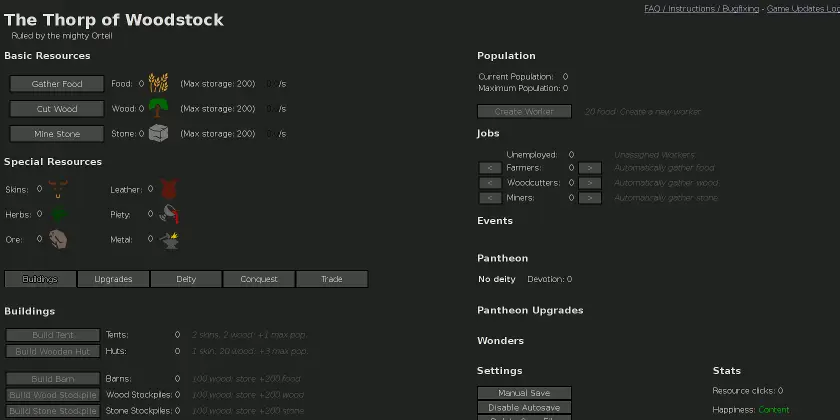 FAQ / Instructions / Bugfixing - Game Updates Log
The Thorp of Woodstock
Ruled by the mighty Orteil
Basic Resources
Gather Food Food: 0 (Max storage: 200) /s
Cut Wood Wood: 0 (Max storage: 200) /s
Mine Stone Stone: 0 (Max storage: 200) /s
Special Resources
Skins: 0 Leather: 0
Herbs: 0 Piety: 0
Ore: 0 Metal: 0
Buildings Upgrades Deity Conquest Trade
Buildings
Build Tent Tents: 0 2 skins, 2 wood: +1 max pop.
Build Wooden Hut Huts: 0 1 skin, 20 wood: +3 max pop.
Build Barn Barns: 0 100 wood: store +200 food
Build Wood Stockpile Wood Stockpiles: 0 100 wood: store +200 wood
Build Stone Stockpile Stone Stockpiles: 0 100 wood: store +200 stone
Population
Current Population: 0
Maximum Population: 0
Create Worker 20 food: Create a new worker.
Jobs
Unemployed: 0 Unassigned Workers.
< Farmers: 0 > Automatically gather food.
< Woodcutters: 0 > Automatically gather wood.
< Miners: 0 > Automatically gather stone.
Events
Pantheon
No deity Devotion: 0
Pantheon Upgrades
Wonders
Settings
Manual Save
Disable Autosave
Stats
Resource clicks: 0
Happiness: Content